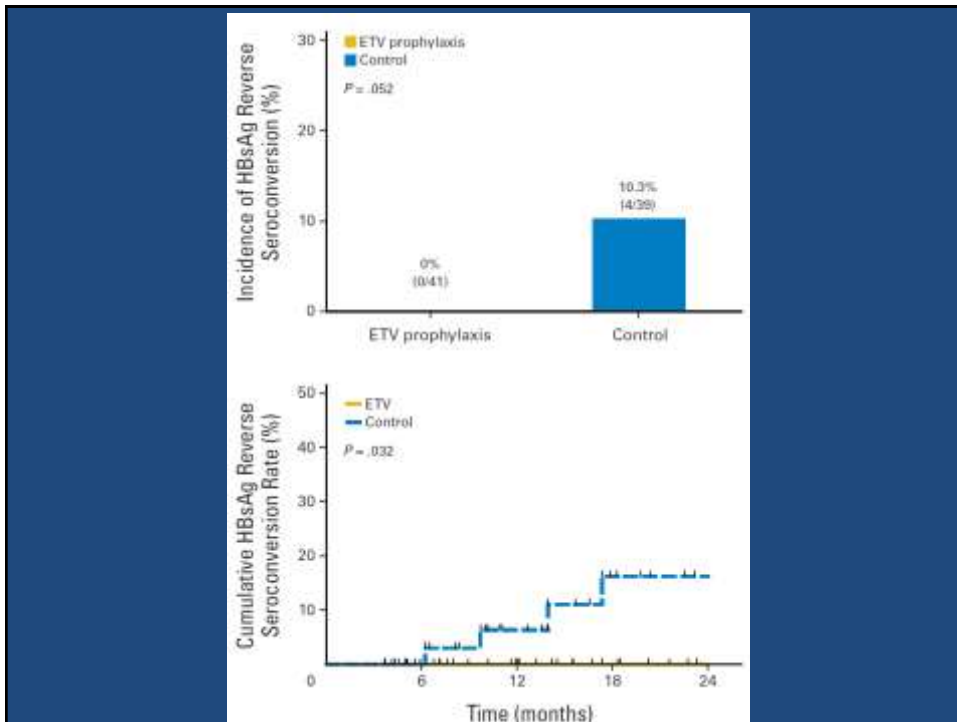 Incidence of HBsAg Reverse
Seroconversion (%)
30
20
10
0
ETV prophylaxis
Control
P = .052
0%
(0/41)
10.3%
(4/39)
ETV prophylaxis
Control
Cumulative HBsAg Reverse
Seroconversion Rate (%)
50
40
30
20
10
ETV
Control
P = .032
0
6
12
18
24
Time (months)